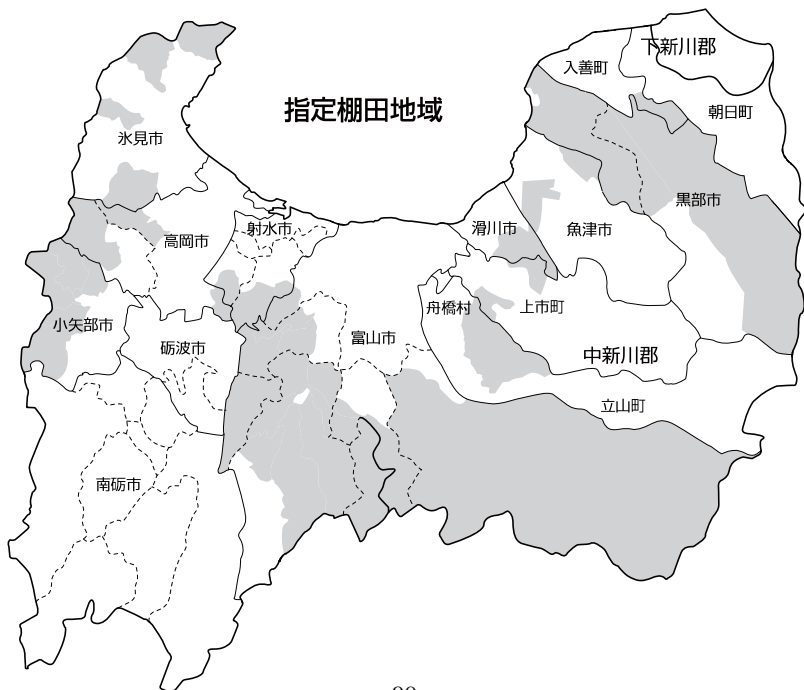 指定棚田地域
下新川郡
入善町
朝日町
氷見市
黒部市
高岡市
射水市
滑川市
魚津市
舟橋村
上市町
小矢部市
砺波市
富山市
中新川郡
立山町
南砺市